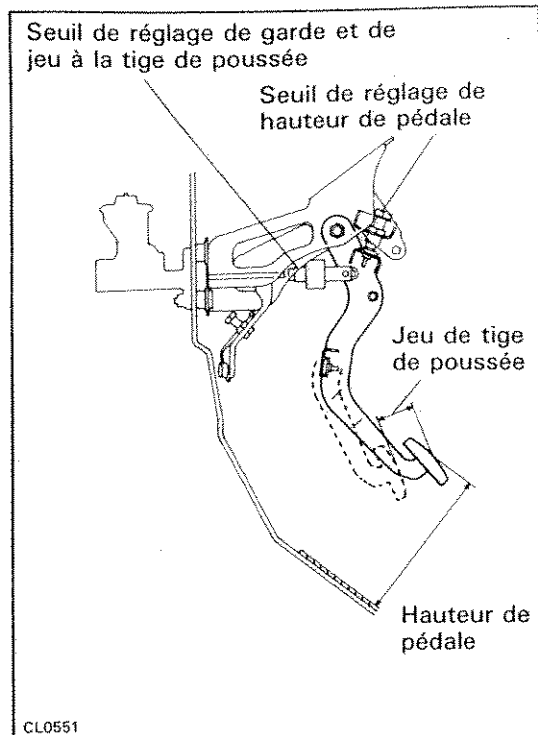 Seuil de réglage de garde et de
jeu à la tige de poussée
Seuil de réglage de
hauteur de pédale
Jeu de tige
de poussée
Hauteur de
pédale
CL0551